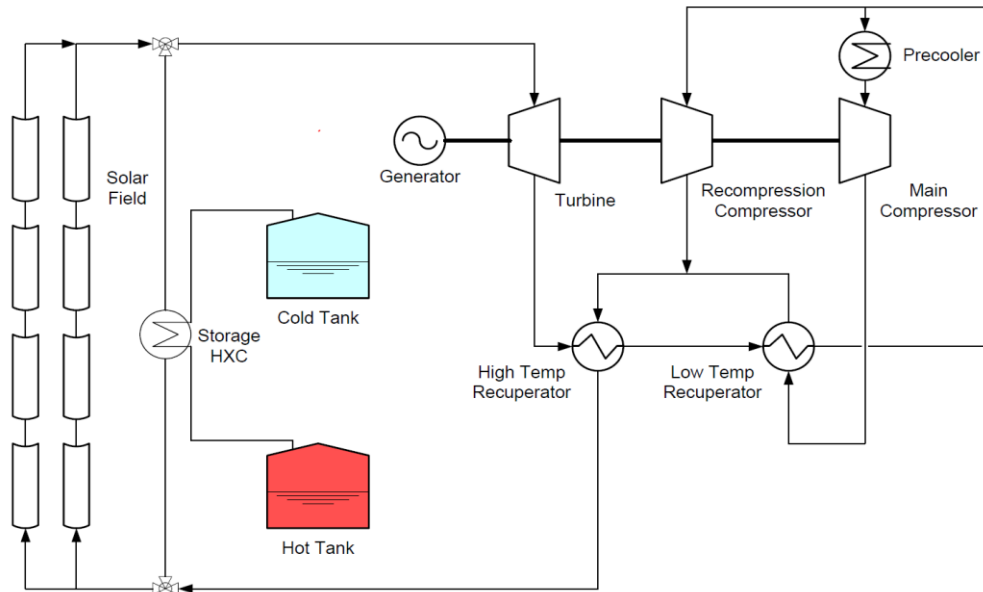 Precooler
Solar
Field
Generator
Turbine
Recompression
Compressor
Main
Compressor
Cold Tank
Storage
HXC
High Temp
Recuperator
Low Temp
Recuperator
Hot Tank